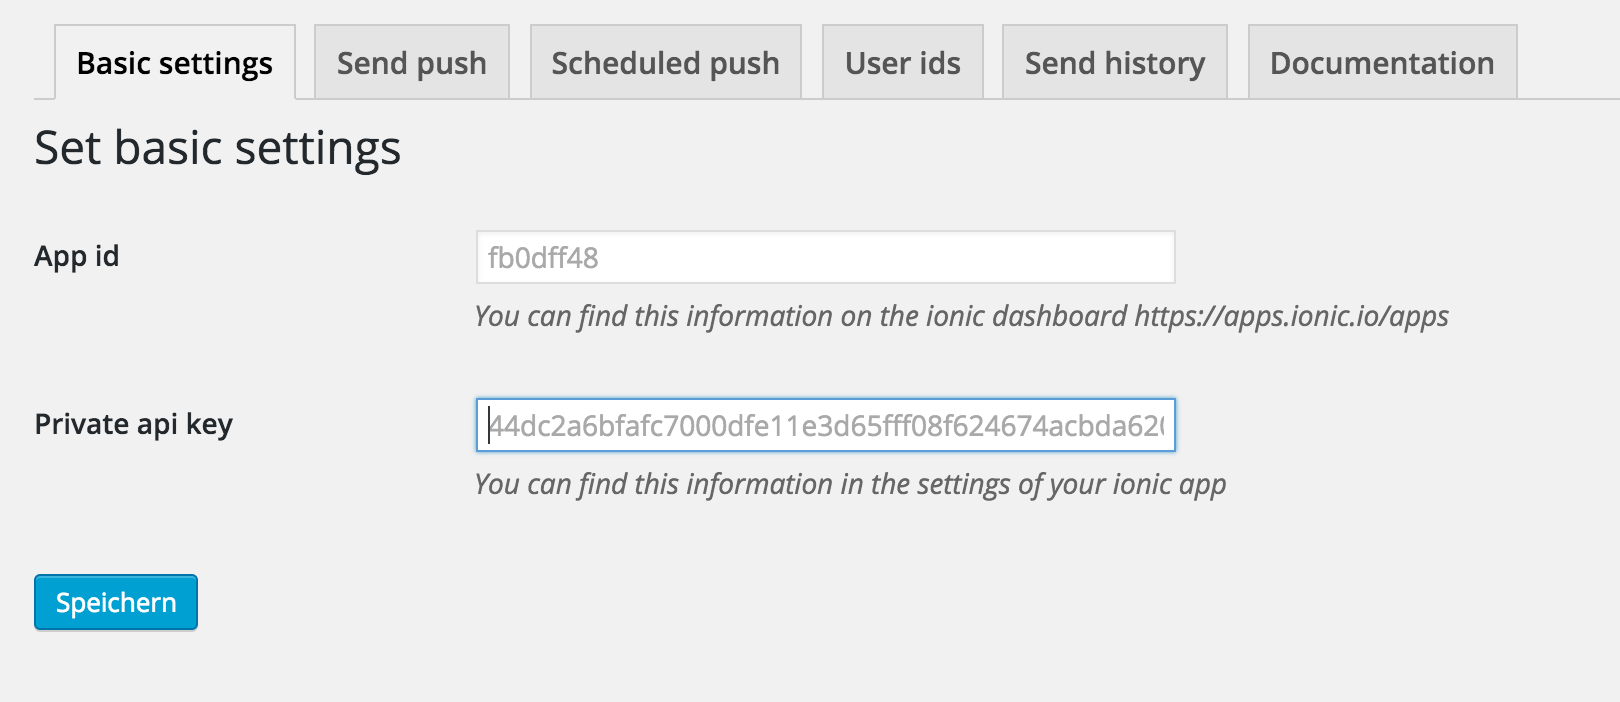 Basic settings Send push Scheduled push User ids Send history Documentation
Set basic settings
App id fb0dff48
You can find this information on the ionic dashboard https://apps.ionic.io/apps
Private api key 44dc2a6bfafc7000dfe11e3d65fff08f624674acbda620
You can find this information in the settings of your ionic app
Speichern